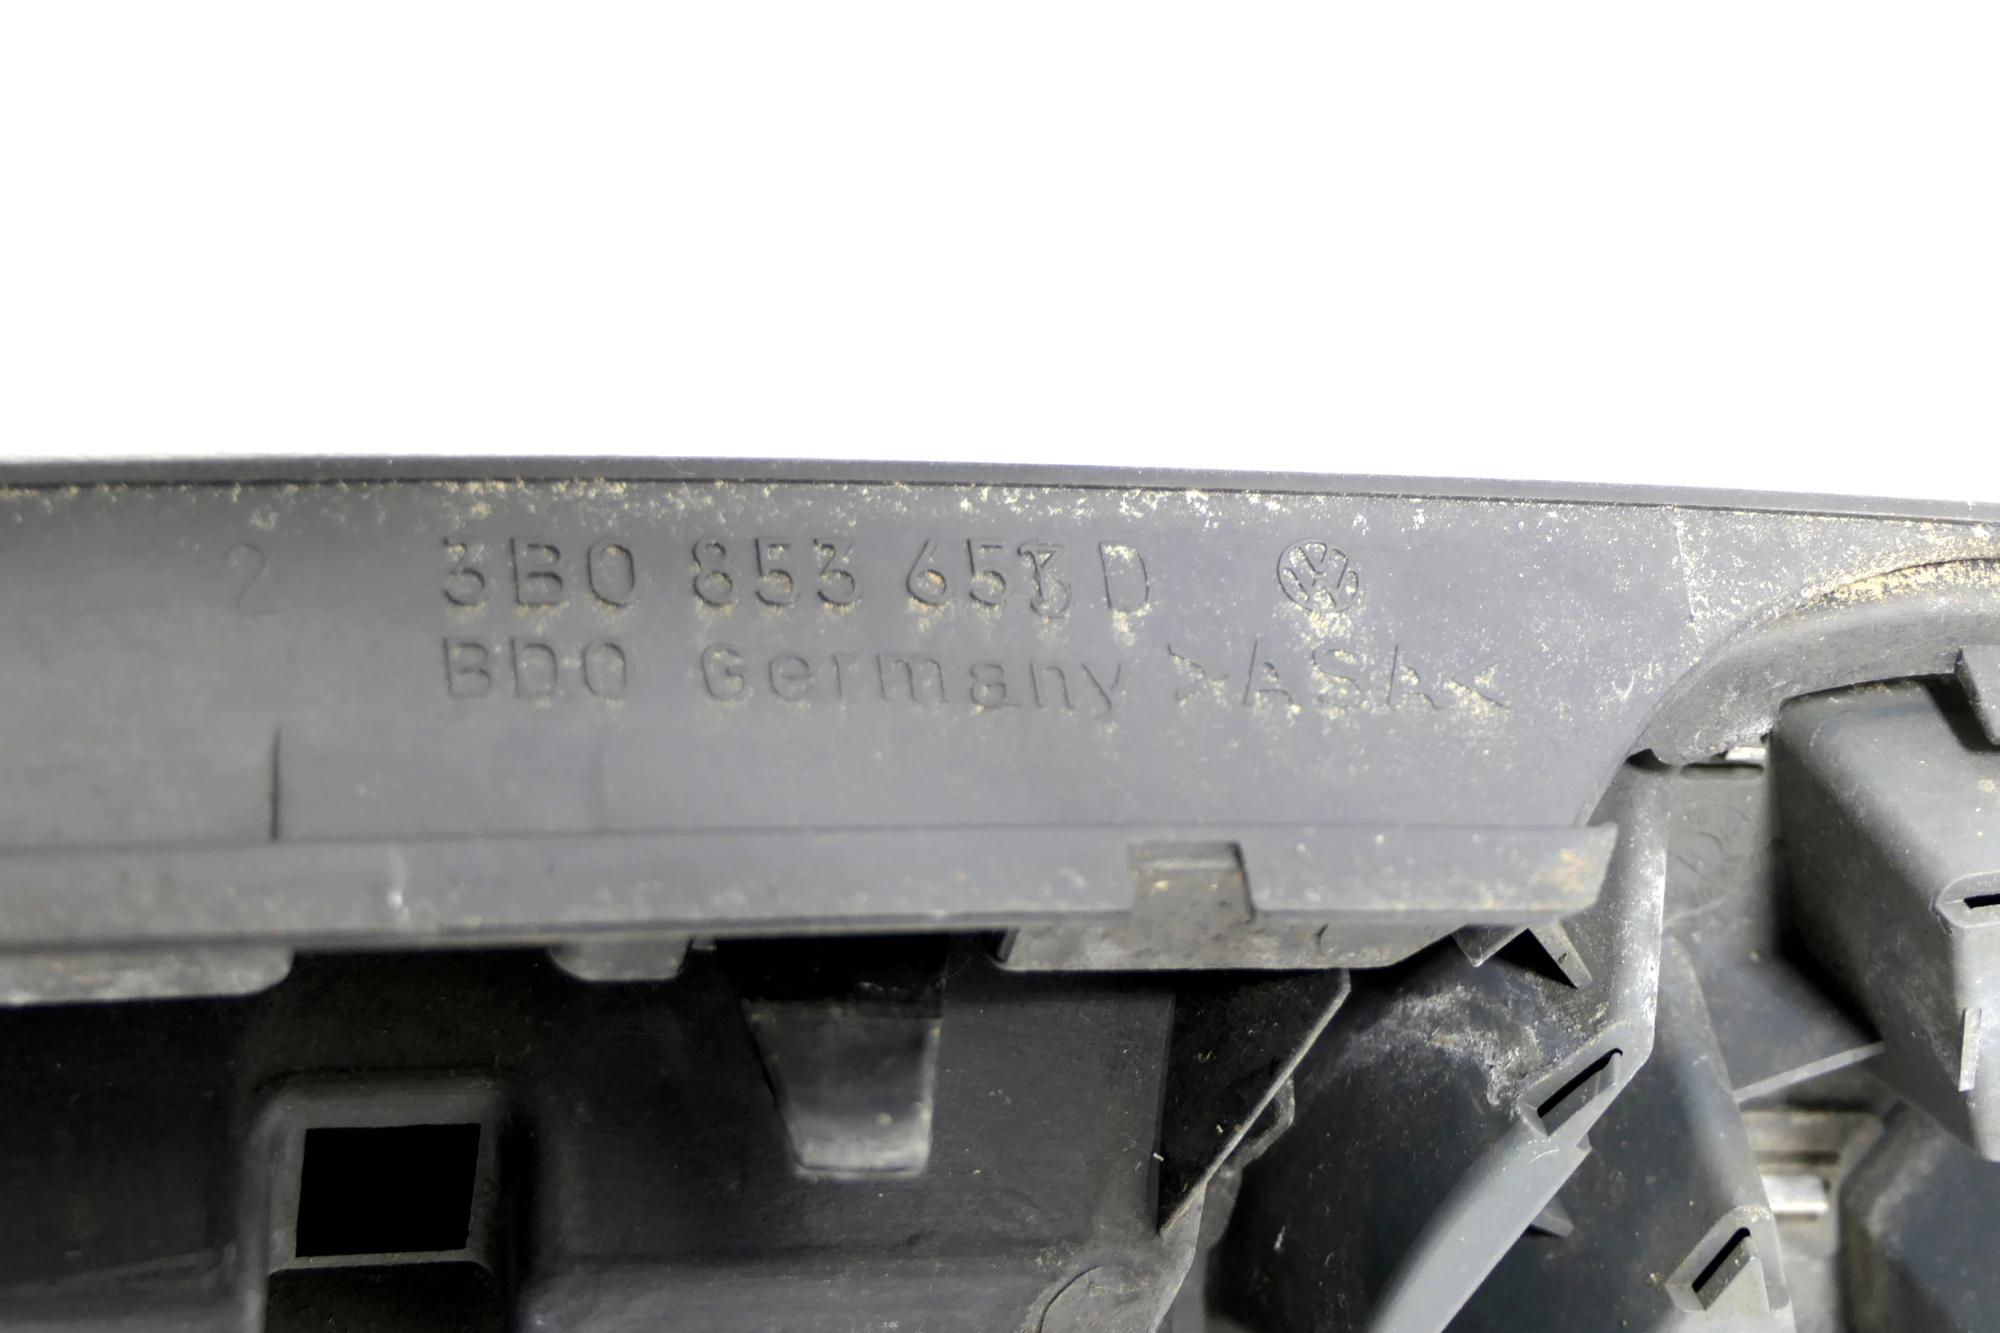 2 3B0 853 653 D
BDO Germany >ASA<